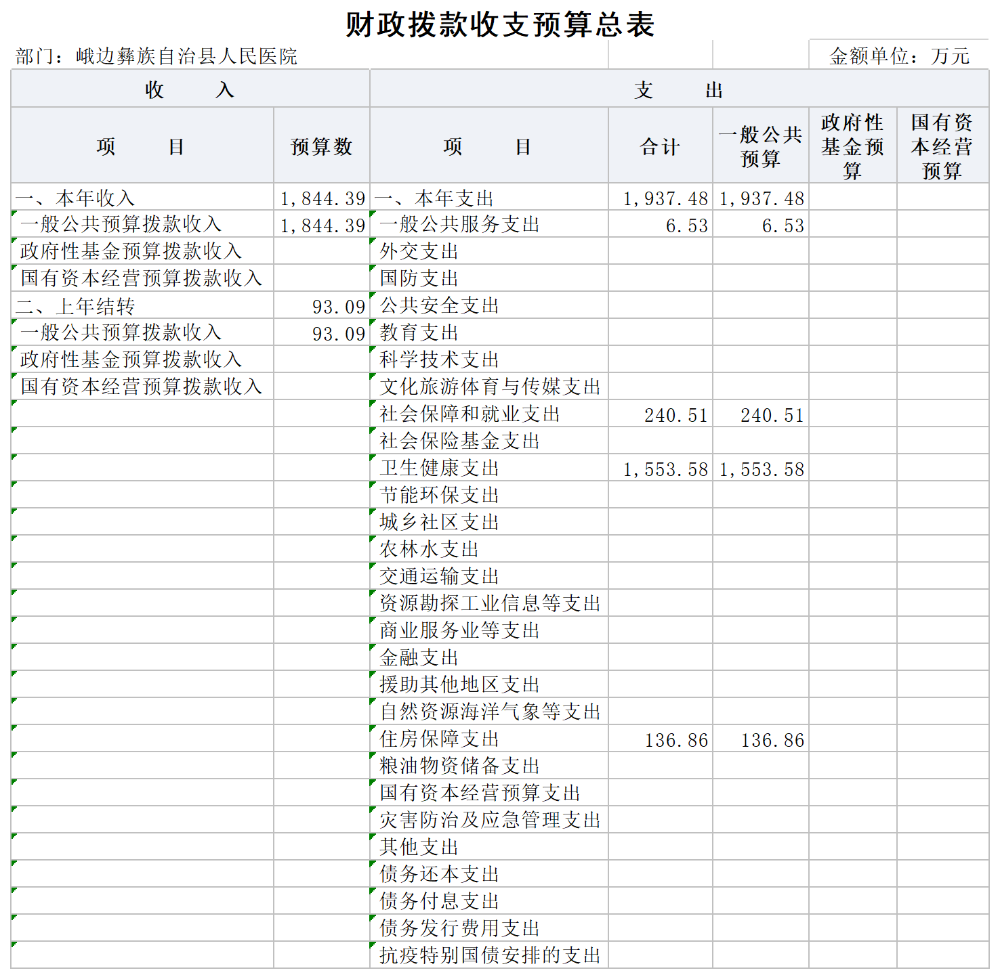 财政拨款收支预算总表
部门：峨边彝族自治县人民医院 金额单位：万元
收 入 支 出
项 目 预算数 项 目 合计 一般公共预算 政府性基金预算 国有资本经营预算
一、本年收入 1,844.39 一、本年支出 1,937.48 1,937.48
一般公共预算拨款收入 1,844.39 一般公共服务支出 6.53 6.53
政府性基金预算拨款收入 外交支出
国有资本经营预算拨款收入 国防支出
二、上年结转 93.09 公共安全支出
一般公共预算拨款收入 93.09 教育支出
政府性基金预算拨款收入 科学技术支出
国有资本经营预算拨款收入 文化旅游体育与传媒支出
社会保障和就业支出 240.51 240.51
社会保险基金支出
卫生健康支出 1,553.58 1,553.58
节能环保支出
城乡社区支出
农林水支出
交通运输支出
资源勘探工业信息等支出
商业服务业等支出
金融支出
援助其他地区支出
自然资源海洋气象等支出
住房保障支出 136.86 136.86
粮油物资储备支出
国有资本经营预算支出
灾害防治及应急管理支出
其他支出
债务还本支出
债务付息支出
债务发行费用支出
抗疫特别国债安排的支出